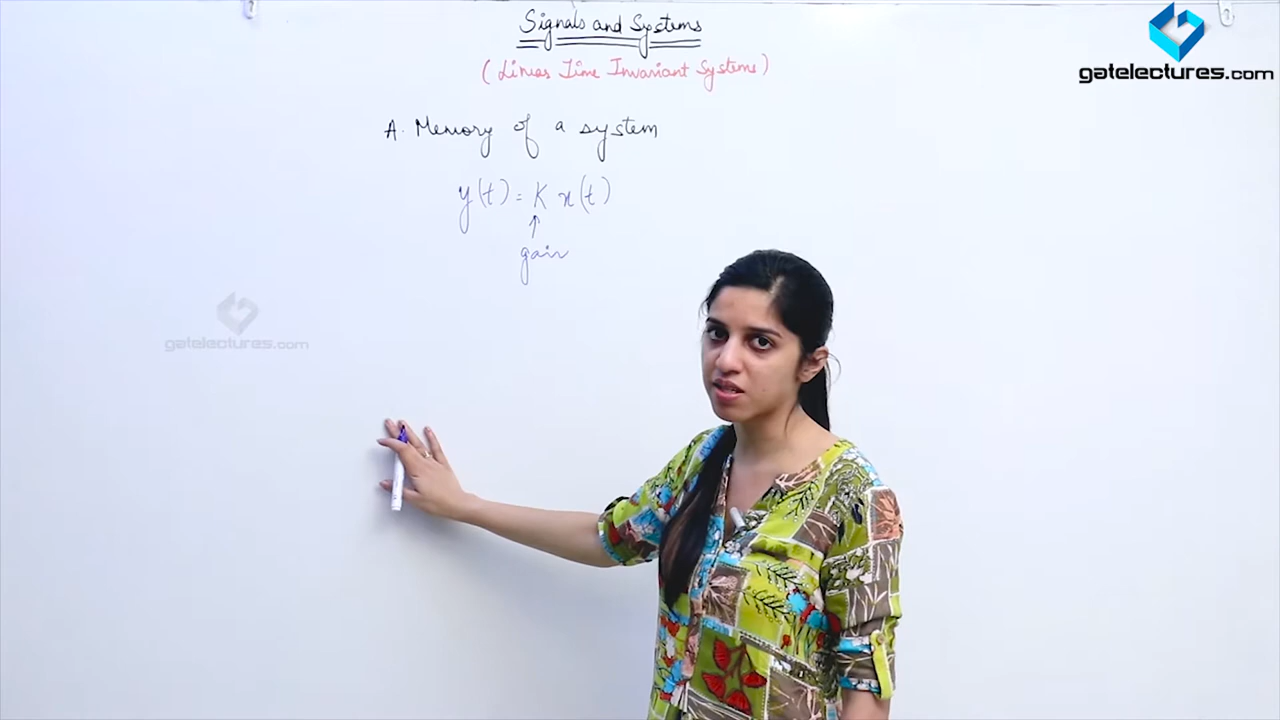 Signals and Systems
gatelectures.com
(Linear Time Invariant Systems)
A. Memory of a system
y(t) = K x(t)
↑
gain
gatelectures.com